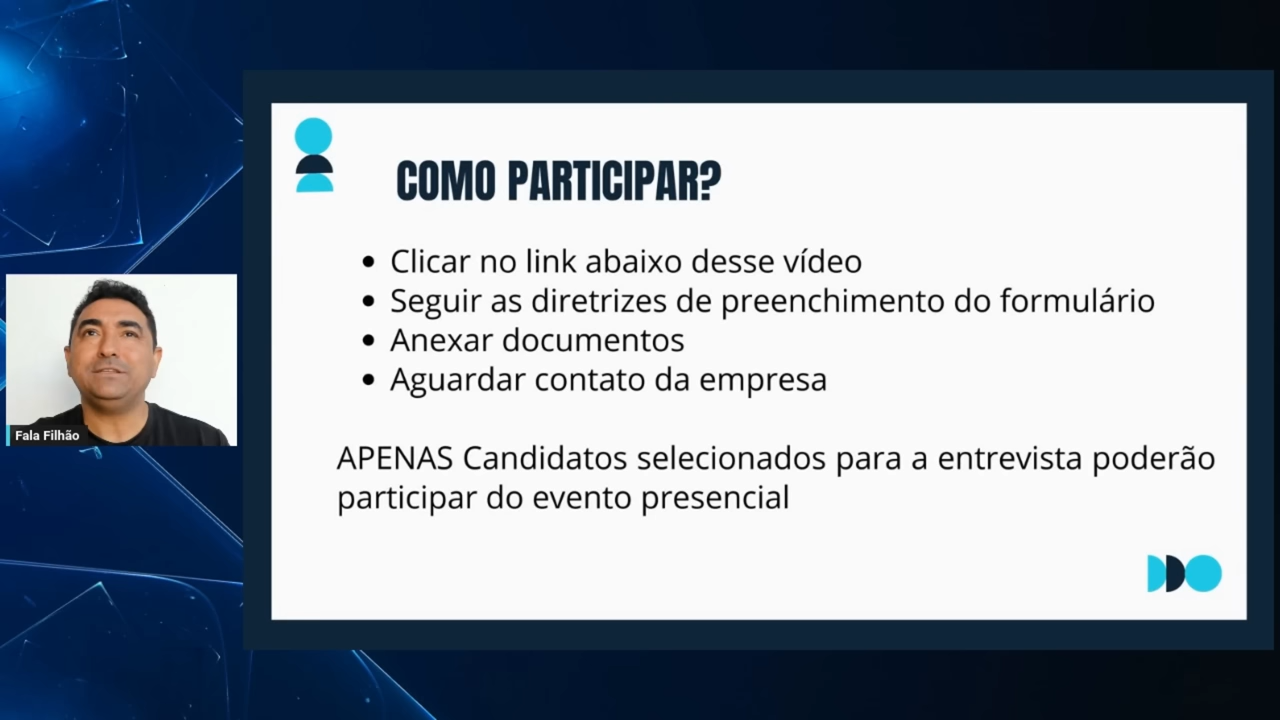 COMO PARTICIPAR?
Clicar no link abaixo desse vídeo
Seguir as diretrizes de preenchimento do formulário
Anexar documentos
Aguardar contato da empresa
APENAS Candidatos selecionados para a entrevista poderão
participar do evento presencial
Fala Filhão